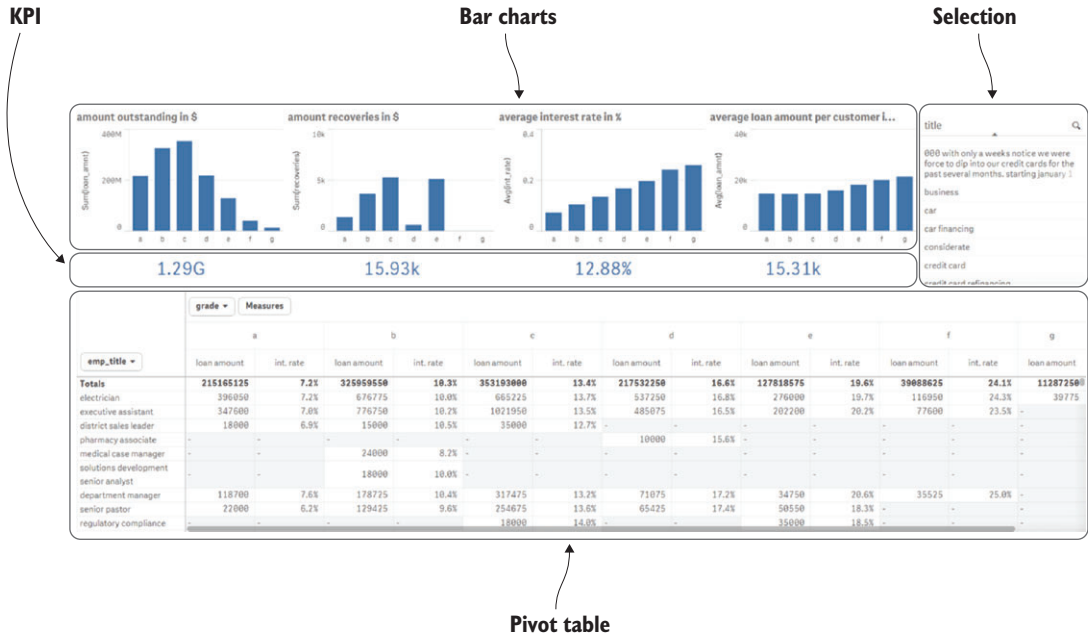 KPI
Bar charts
Selection
amount outstanding in $
amount recoveries in $
average interest rate in %
average loan amount per customer i...
title
400M
200M
0
Sum(loan_amnt)
a b c d e f g
10k
5k
0
Sum(recoveries)
a b c d e f g
0.4
0.2
0
Avg(int_rate)
a b c d e f g
40k
20k
0
Avg(loan_amnt)
a b c d e f g
000 with only a weeks notice we were
force to dip into our credit cards for the
past several months. starting january 1
business
car
car financing
considerate
credit card
credit card refinancing
1.29G 15.93k 12.88% 15.31k
grade Measures
a b c d e f g
emp_title loan amount int. rate loan amount int. rate loan amount int. rate loan amount int. rate loan amount int. rate loan amount int. rate loan amount
Totals 215165125 7.2% 325959550 10.3% 353193000 13.4% 217532250 16.6% 127818575 19.6% 39088625 24.1% 11287250
electrician 396050 7.2% 676775 10.0% 665225 13.7% 537250 16.8% 276000 19.7% 116950 24.3% 39775
executive assistant 347600 7.0% 776750 10.2% 1021950 13.5% 485075 16.5% 202200 20.2% 77600 23.5% -
district sales leader 18000 6.9% 15000 10.5% 35000 12.7% - - - - - - -
pharmacy associate - - - - - - 10000 15.6% - - - - -
medical case manager - - 24000 8.2% - - - - - - - - -
solutions development
senior analyst - - 18000 10.0% - - - - - - - - -
department manager 118700 7.6% 178725 10.4% 317475 13.2% 71075 17.2% 34750 20.6% 35525 25.0% -
senior pastor 22000 6.2% 129425 9.6% 254675 13.6% 65425 17.4% 50550 18.3% - - -
regulatory compliance - - - - 18000 14.0% - - 35000 18.5% - - -
Pivot table